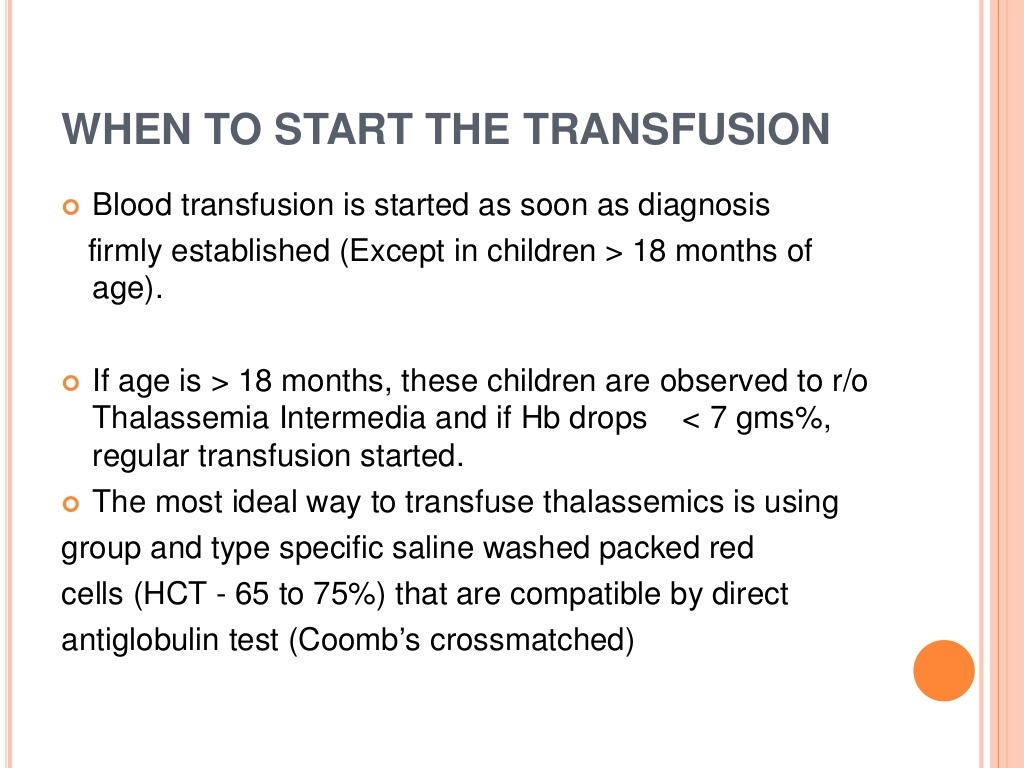 WHEN TO START THE TRANSFUSION
Blood transfusion is started as soon as diagnosis
firmly established (Except in children > 18 months of
age).
If age is > 18 months, these children are observed to r/o
Thalassemia Intermedia and if Hb drops < 7 gms%,
regular transfusion started.
The most ideal way to transfuse thalassemics is using
group and type specific saline washed packed red
cells (HCT - 65 to 75%) that are compatible by direct
antiglobulin test (Coomb’s crossmatched)